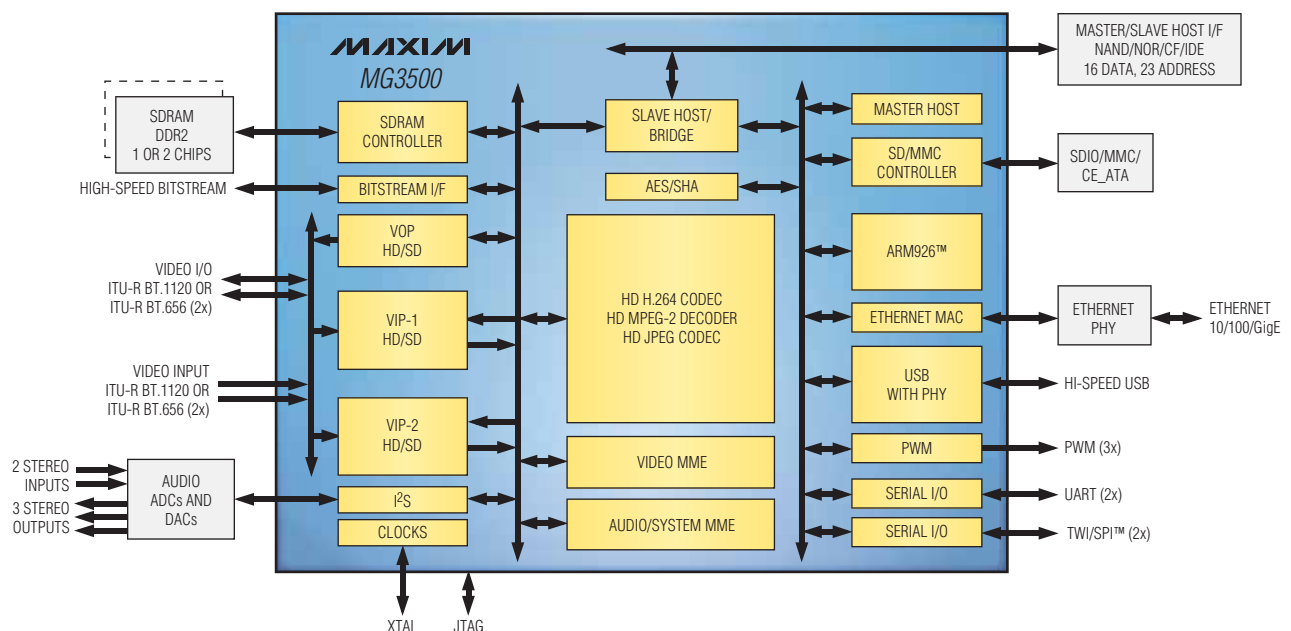 MAXIM
MG3500
MASTER/SLAVE HOST I/F
NAND/NOR/CF/IDE
16 DATA, 23 ADDRESS
SDRAM
DDR2
1 OR 2 CHIPS
HIGH-SPEED BITSTREAM
VIDEO I/O
ITU-R BT.1120 OR
ITU-R BT.656 (2x)
VIDEO INPUT
ITU-R BT.1120 OR
ITU-R BT.656 (2x)
2 STEREO
INPUTS
3 STEREO
OUTPUTS
AUDIO
ADCs AND
DACs
SDRAM
CONTROLLER
BITSTREAM I/F
VOP
HD/SD
VIP-1
HD/SD
VIP-2
HD/SD
I²S
CLOCKS
XTAL
JTAG
SLAVE HOST/
BRIDGE
AES/SHA
HD H.264 CODEC
HD MPEG-2 DECODER
HD JPEG CODEC
VIDEO MME
AUDIO/SYSTEM MME
MASTER HOST
SD/MMC
CONTROLLER
ARM926™
ETHERNET MAC
USB
WITH PHY
PWM
SERIAL I/O
SERIAL I/O
SDIO/MMC/
CE_ATA
ETHERNET
PHY
ETHERNET
10/100/GigE
HI-SPEED USB
PWM (3x)
UART (2x)
TWI/SPI™ (2x)